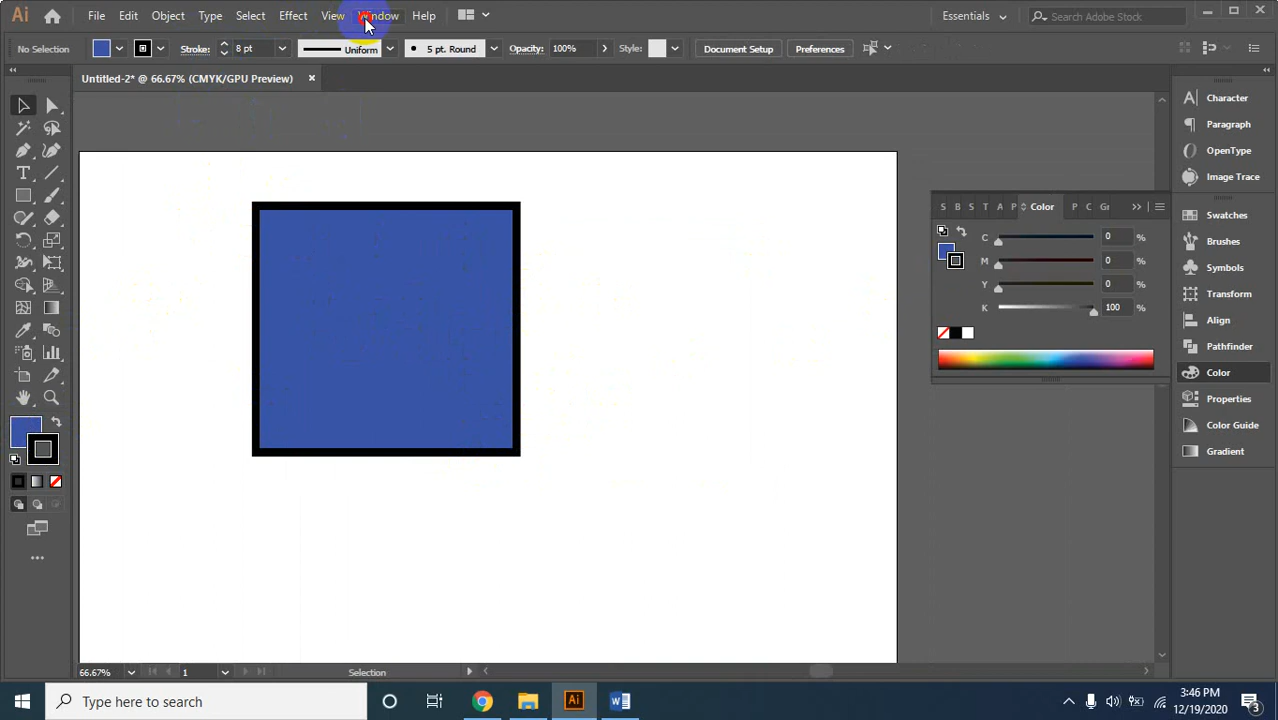 Ai File Edit Object Type Select Effect View Window Help Essentials Search Adobe Stock
No Selection Stroke: 8 pt Uniform 5 pt. Round Opacity: 100% Style: Document Setup Preferences
Untitled-2* @ 66.67% (CMYK/GPU Preview)
Character
Paragraph
OpenType
Image Trace
S B S T A P Color P C Gr
Swatches
C 0 %
Brushes
M 0 %
Symbols
Y 0 %
Transform
K 100 %
Align
Pathfinder
Color
Properties
Color Guide
Gradient
66.67% 1 Selection
Type here to search Ai 3:46 PM
12/19/2020 3